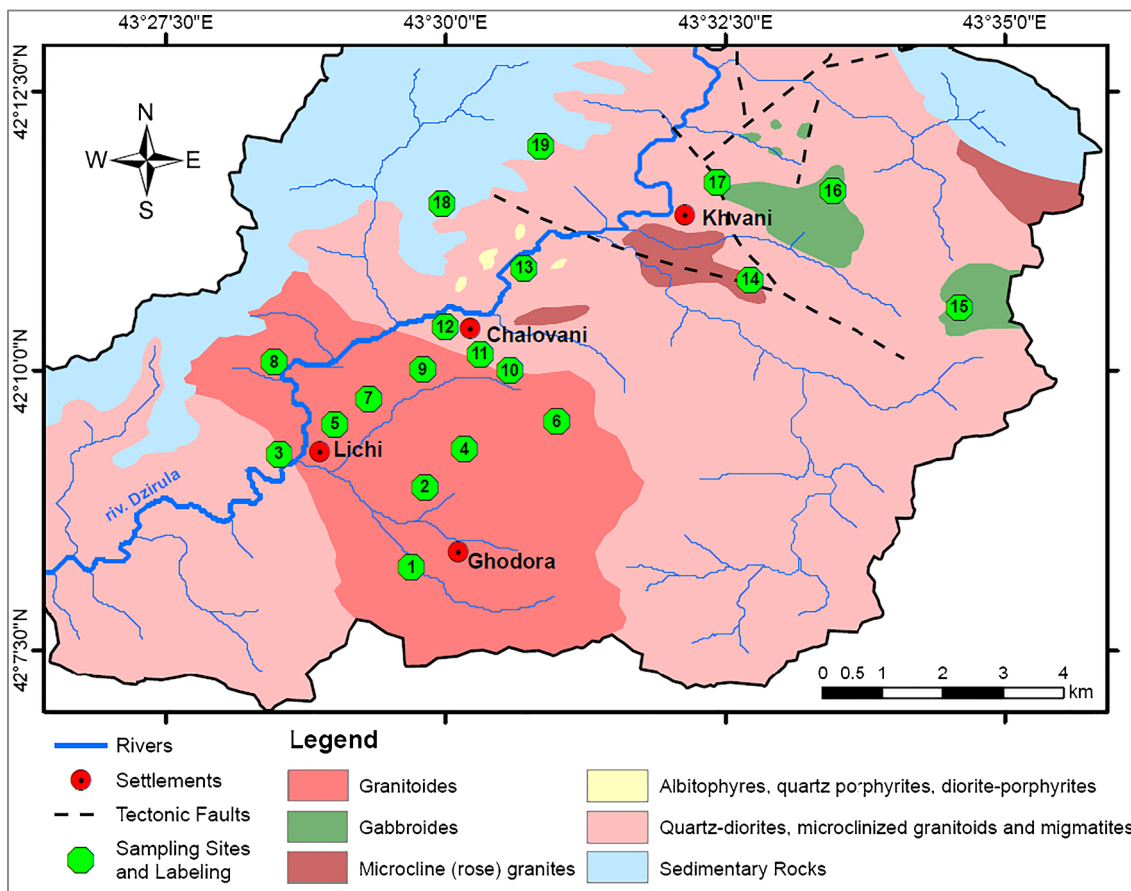 43°27'30"E 43°30'0"E 43°32'30"E 43°35'0"E
42°12'30"N
N
W E
S
19
17
16
18
Khvani
13
14
15
12
Chalovani
11
42°10'0"N
8
9
10
7
5
6
3
Lichi
4
2
riv. Dzirula
Ghodora
1
42°7'30"N
0 0.5 1 2 3 4
km
Legend
Rivers
Settlements
Tectonic Faults
Sampling Sites
and Labeling
Granitoides
Gabbroides
Microcline (rose) granites
Albitophyres, quartz porphyrites, diorite-porphyrites
Quartz-diorites, microclinized granitoids and migmatites
Sedimentary Rocks